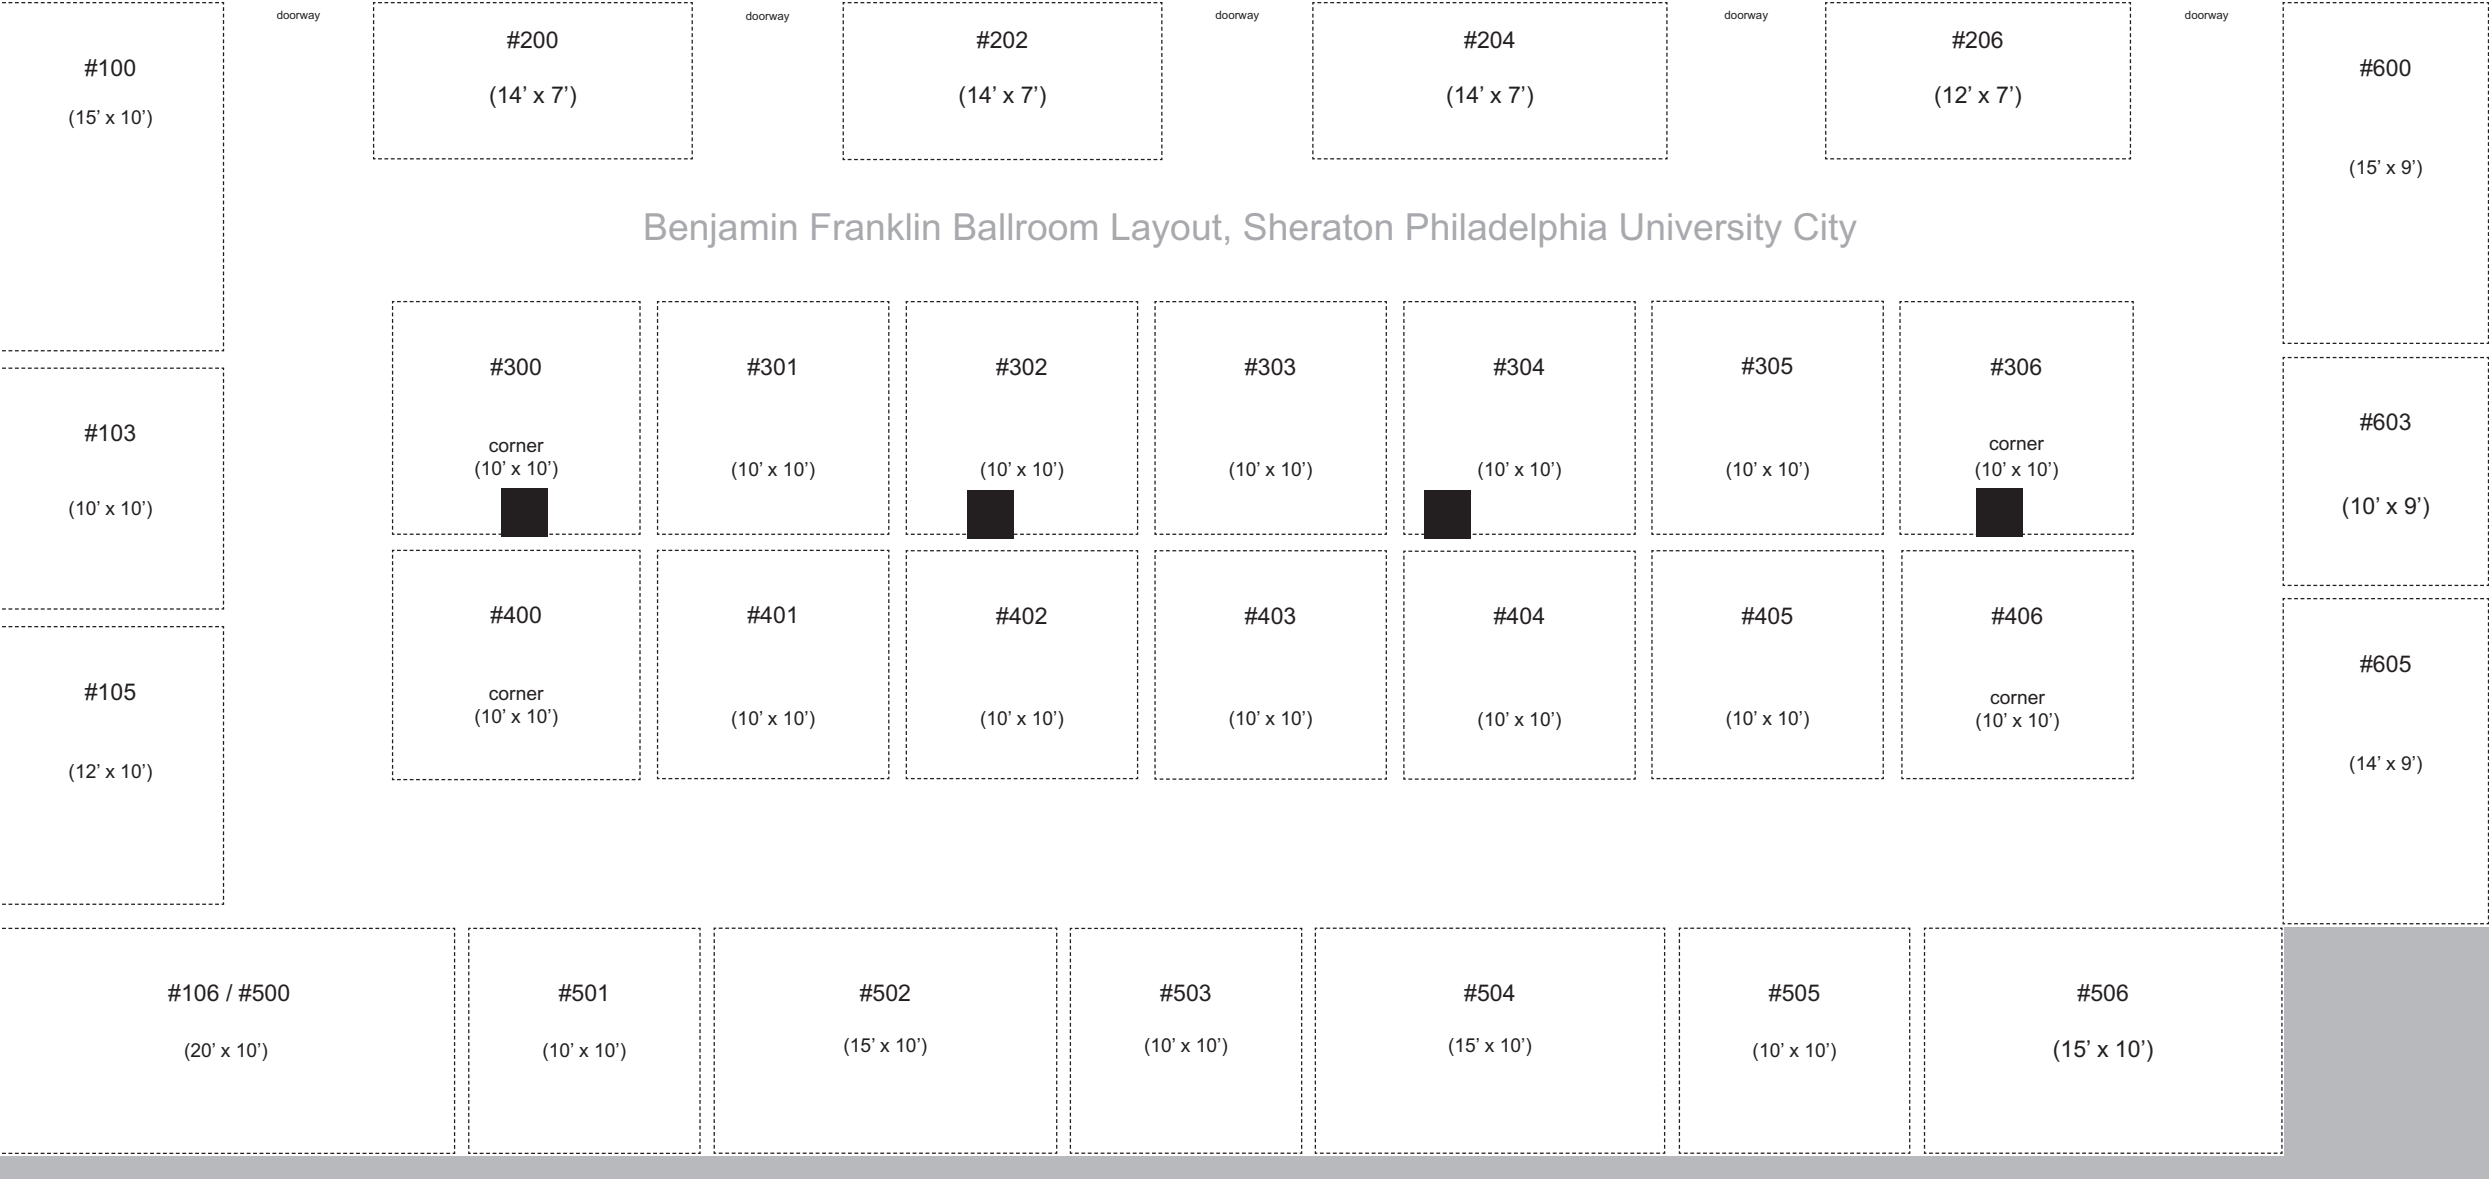 doorway
doorway
doorway
doorway
doorway
#100
(15’ x 10’)
#200
(14’ x 7’)
#202
(14’ x 7’)
#204
(14’ x 7’)
#206
(12’ x 7’)
#600
(15’ x 9’)
Benjamin Franklin Ballroom Layout, Sheraton Philadelphia University City
#103
(10’ x 10’)
#300
corner
(10’ x 10’)
#301
(10’ x 10’)
#302
(10’ x 10’)
#303
(10’ x 10’)
#304
(10’ x 10’)
#305
(10’ x 10’)
#306
corner
(10’ x 10’)
#603
(10’ x 9’)
#105
(12’ x 10’)
#400
corner
(10’ x 10’)
#401
(10’ x 10’)
#402
(10’ x 10’)
#403
(10’ x 10’)
#404
(10’ x 10’)
#405
(10’ x 10’)
#406
corner
(10’ x 10’)
#605
(14’ x 9’)
#106 / #500
(20’ x 10’)
#501
(10’ x 10’)
#502
(15’ x 10’)
#503
(10’ x 10’)
#504
(15’ x 10’)
#505
(10’ x 10’)
#506
(15’ x 10’)